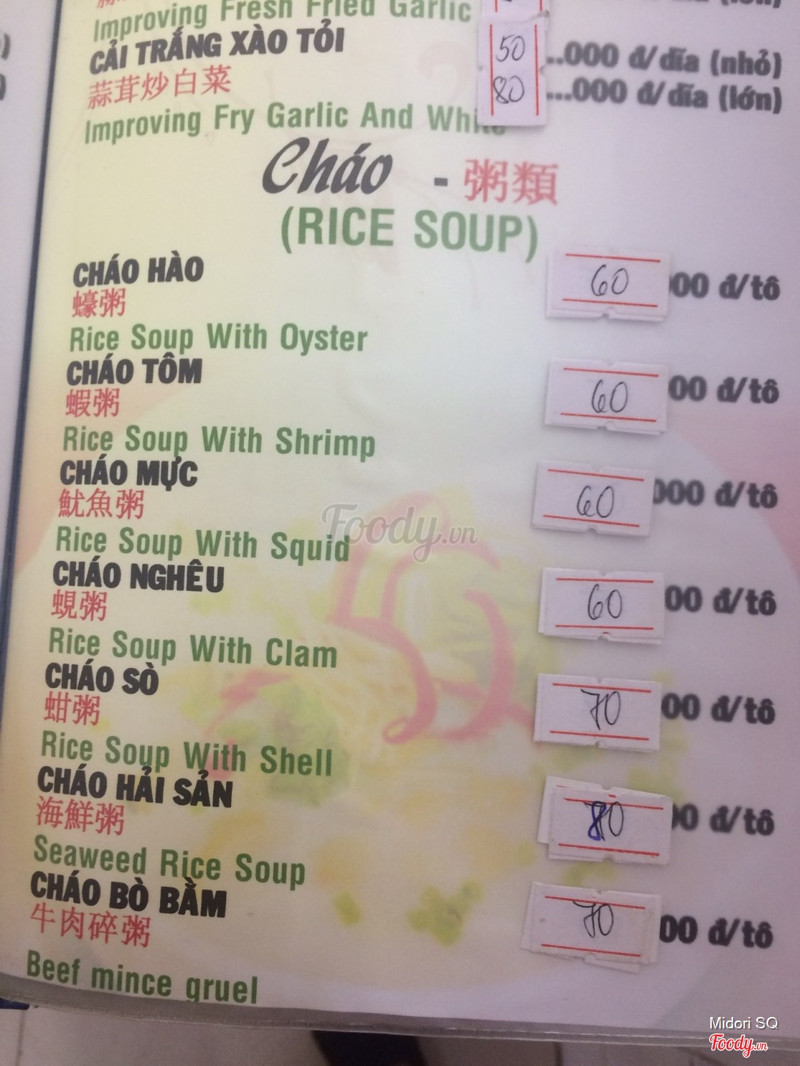 Improving Fresh Fried Garlic
CẢI TRẮNG XÀO TỎI 50 ..000 đ/dĩa (nhỏ)
蒜茸炒白菜 80 ...000 đ/dĩa (lớn)
Improving Fry Garlic And White
Cháo - 粥類
(RICE SOUP)
CHÁO HÀO 60 00 đ/tô
蠔粥
Rice Soup With Oyster
CHÁO TÔM 60 00 đ/tô
蝦粥
Rice Soup With Shrimp
CHÁO MỰC 60 000 đ/tô
魷魚粥
Rice Soup With Squid
CHÁO NGHÊU 60 00 đ/tô
蜆粥
Rice Soup With Clam
CHÁO SÒ 70 00 đ/tô
蚶粥
Rice Soup With Shell
CHÁO HẢI SẢN 80 00 đ/tô
海鮮粥
Seaweed Rice Soup
CHÁO BÒ BẰM 70 00 đ/tô
牛肉碎粥
Beef mince gruel
Foody.vn
Midori SQ
Foody.vn